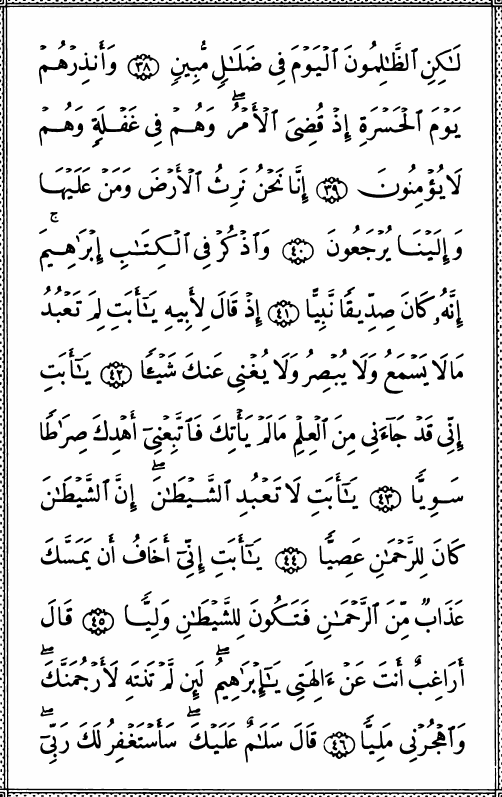 لَٰكِنِ ٱلظَّٰلِمُونَ ٱلْيَوْمَ فِى ضَلَٰلٍ مُّبِينٍ ٣٨ وَأَنذِرْهُمْ
يَوْمَ ٱلْحَسْرَةِ إِذْ قُضِىَ ٱلْأَمْرُۖ وَهُمْ فِى غَفْلَةٍ وَهُمْ
لَا يُؤْمِنُونَ ٣٩ إِنَّا نَحْنُ نَرِثُ ٱلْأَرْضَ وَمَنْ عَلَيْهَا
وَإِلَيْنَا يُرْجَعُونَ ٤٠ وَٱذْكُرْ فِى ٱلْكِتَٰبِ إِبْرَٰهِيمَۚ
إِنَّهُۥ كَانَ صِدِّيقًا نَّبِيًّا ٤١ إِذْ قَالَ لِأَبِيهِ يَٰٓأَبَتِ لِمَ تَعْبُدُ
مَا لَا يَسْمَعُ وَلَا يُبْصِرُ وَلَا يُغْنِى عَنكَ شَيْـًٔا ٤٢ يَٰٓأَبَتِ
إِنِّى قَدْ جَآءَنِى مِنَ ٱلْعِلْمِ مَا لَمْ يَأْتِكَ فَٱتَّبِعْنِىٓ أَهْدِكَ صِرَٰطًا
سَوِيًّا ٤٣ يَٰٓأَبَتِ لَا تَعْبُدِ ٱلشَّيْطَٰنَۖ إِنَّ ٱلشَّيْطَٰنَ
كَانَ لِلرَّحْمَٰنِ عَصِيًّا ٤٤ يَٰٓأَبَتِ إِنِّىٓ أَخَافُ أَن يَمَسَّكَ
عَذَابٌ مِّنَ ٱلرَّحْمَٰنِ فَتَكُونَ لِلشَّيْطَٰنِ وَلِيًّا ٤٥ قَالَ
أَرَاغِبٌ أَنتَ عَنْ ءَالِهَتِى يَٰٓإِبْرَٰهِيمُۖ لَئِن لَّمْ تَنتَهِ لَأَرْجُمَنَّكَۖ
وَٱهْجُرْنِى مَلِيًّا ٤٦ قَالَ سَلَٰمٌ عَلَيْكَۖ سَأَسْتَغْفِرُ لَكَ رَبِّىٓۖ